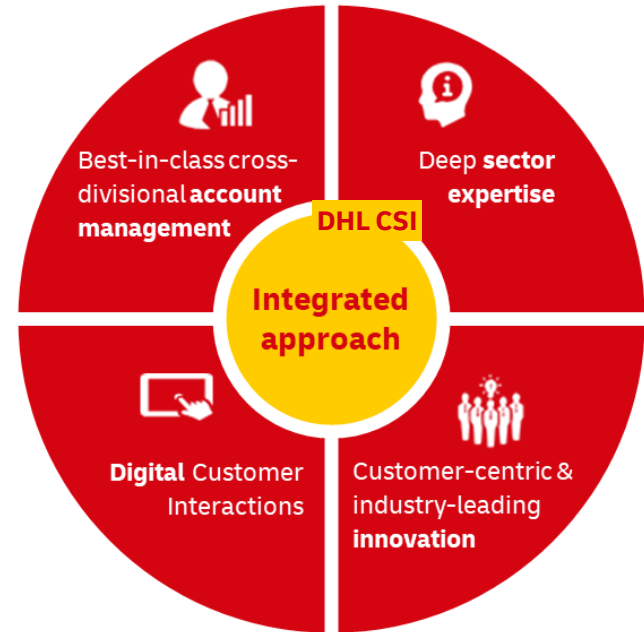 Best-in-class cross-
divisional account
management
Deep sector
expertise
DHL CSI
Integrated
approach
Digital Customer
Interactions
Customer-centric &
industry-leading
innovation